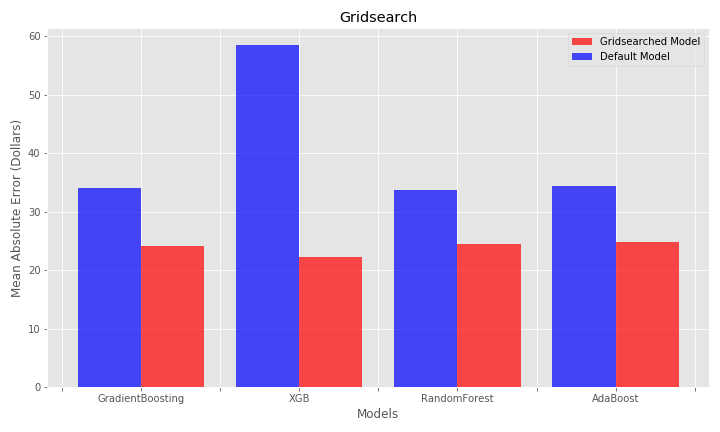 Gridsearch
Gridsearched Model
Default Model
Mean Absolute Error (Dollars)
60
50
40
30
20
10
0
GradientBoosting
XGB
RandomForest
AdaBoost
Models